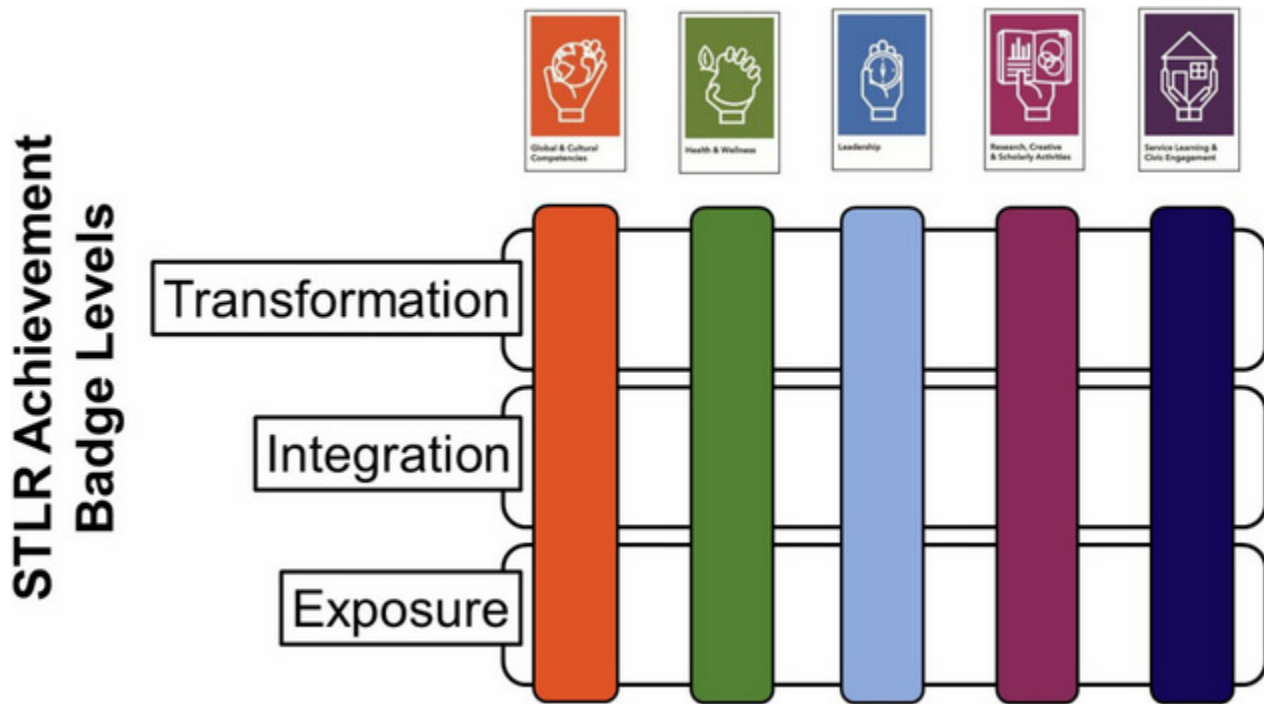 STLR Achievement
Badge Levels
Global & Cultural
Competencies
Health & Wellness
Leadership
Research, Creative
& Scholarly Activities
Service Learning &
Civic Engagement
Transformation
Integration
Exposure